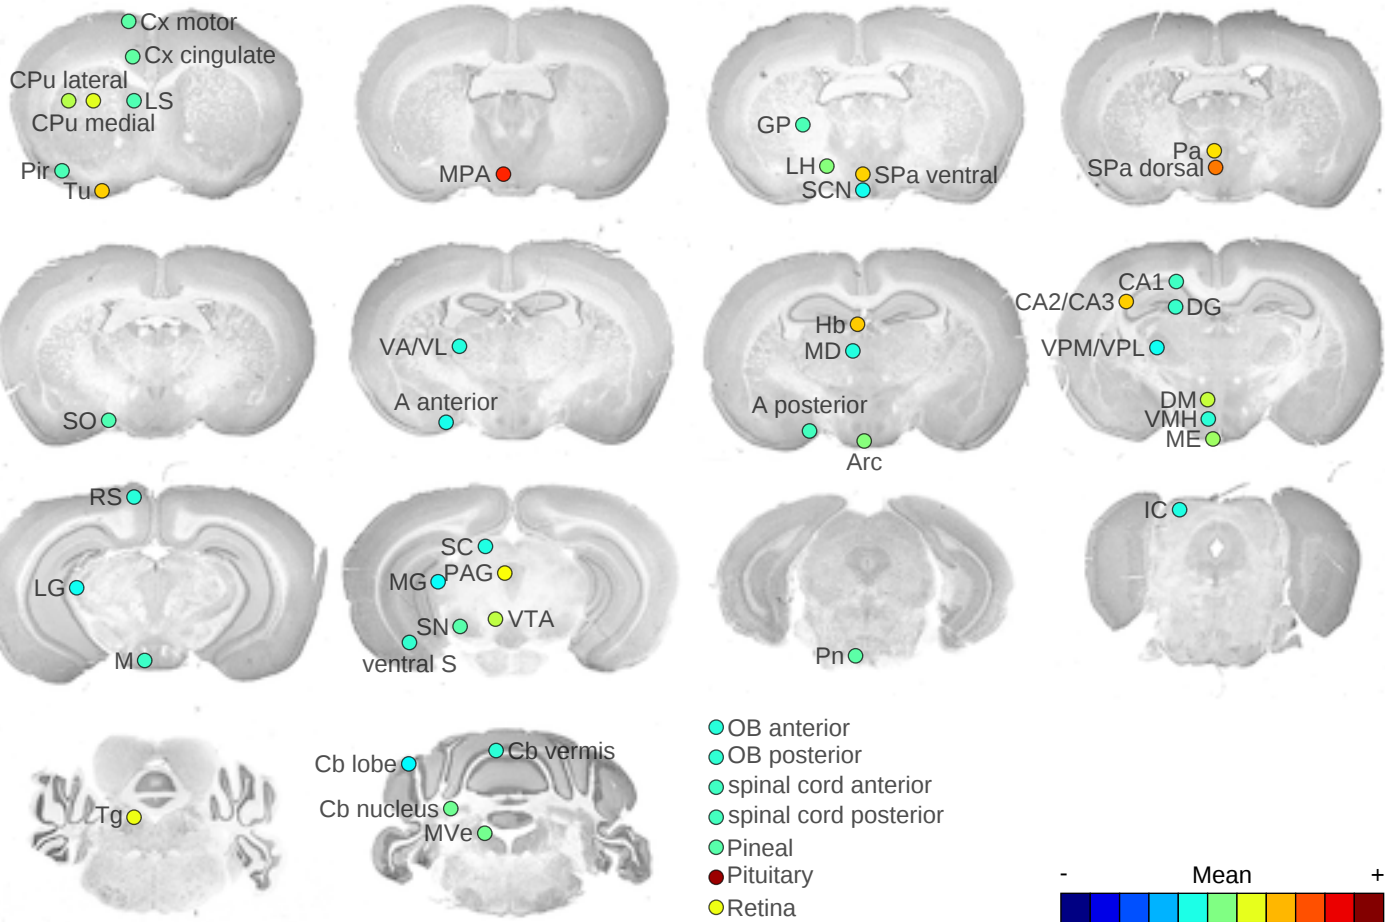 Cx motor
Cx cingulate
CPu lateral
LS
CPu medial
Pir
Tu
MPA
GP
LH
SPa ventral
SCN
Pa
SPa dorsal
SO
VA/VL
A anterior
Hb
MD
A posterior
Arc
CA1
CA2/CA3
DG
VPM/VPL
DM
VMH
ME
RS
LG
M
SC
MG
PAG
SN
VTA
ventral S
Pn
IC
Tg
Cb lobe
Cb vermis
Cb nucleus
MVe
OB anterior
OB posterior
spinal cord anterior
spinal cord posterior
Pineal
Pituitary
Retina
- Mean +